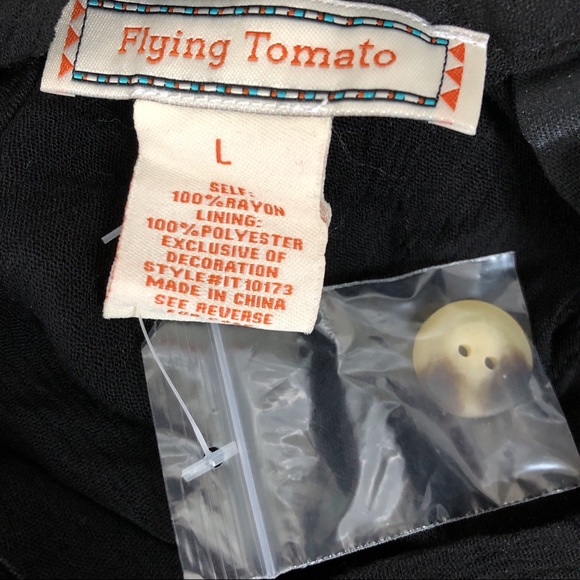 Flying Tomato
L
SELF:
100%RAYON
LINING:
100%POLYESTER
EXCLUSIVE OF
DECORATION
STYLE#IT10173
MADE IN CHINA
SEE REVERSE